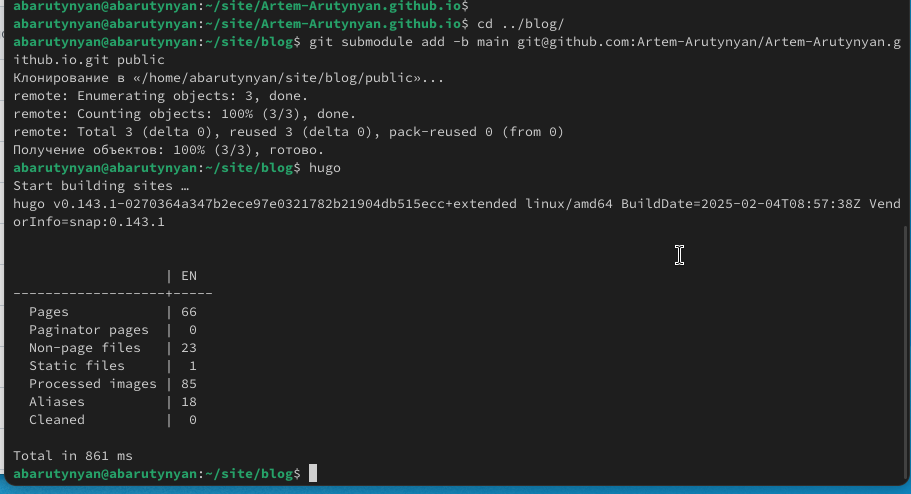 abarutynyan@abarutynyan:~/site/Artem-Arutynyan.github.io$
abarutynyan@abarutynyan:~/site/Artem-Arutynyan.github.io$ cd ../blog/
abarutynyan@abarutynyan:~/site/blog$ git submodule add -b main git@github.com:Artem-Arutynyan/Artem-Arutynyan.g
ithub.io.git public
Клонирование в «/home/abarutynyan/site/blog/public»...
remote: Enumerating objects: 3, done.
remote: Counting objects: 100% (3/3), done.
remote: Total 3 (delta 0), reused 3 (delta 0), pack-reused 0 (from 0)
Получение объектов: 100% (3/3), готово.
abarutynyan@abarutynyan:~/site/blog$ hugo
Start building sites …
hugo v0.143.1-0270364a347b2ece97e0321782b21904db515ecc+extended linux/amd64 BuildDate=2025-02-04T08:57:38Z Vend
orInfo=snap:0.143.1
                   | EN
-------------------+-----
  Pages            | 66
  Paginator pages  |  0
  Non-page files   | 23
  Static files     |  1
  Processed images | 85
  Aliases          | 18
  Cleaned          |  0
Total in 861 ms
abarutynyan@abarutynyan:~/site/blog$